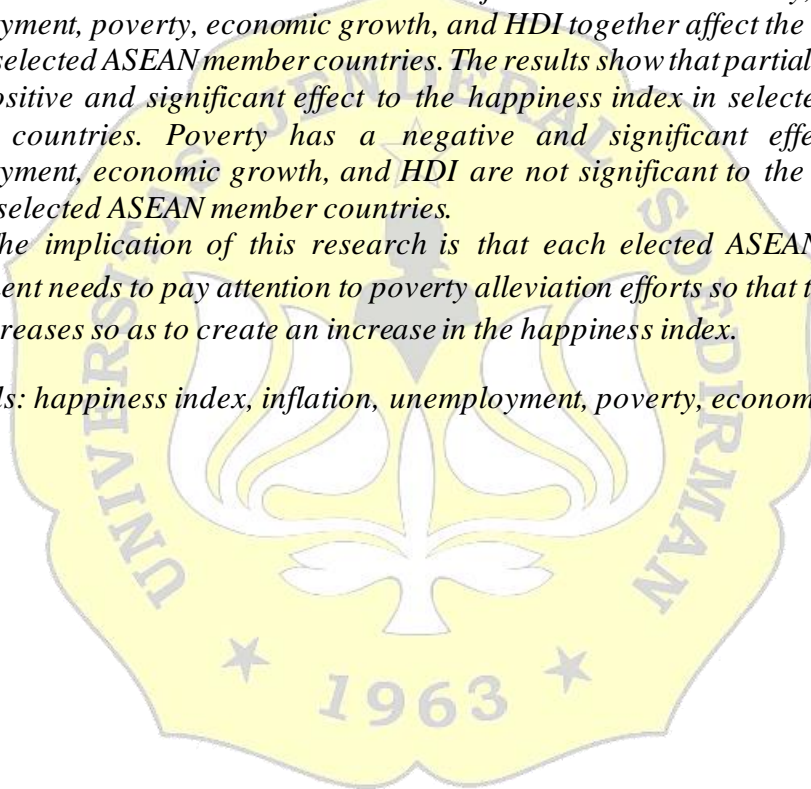 yment, poverty, economic growth, and HDI together affect the
selected ASEAN member countries. The results show that partial
ositive and significant effect to the happiness index in selecte
countries. Poverty has a negative and significant effe
yment, economic growth, and HDI are not significant to the
selected ASEAN member countries.
he implication of this research is that each elected ASEAN
ent needs to pay attention to poverty alleviation efforts so that t
reases so as to create an increase in the happiness index.
ls: happiness index, inflation, unemployment, poverty, econom
UNIVERSITAS JENDERAL SOEDIRMAN
1963